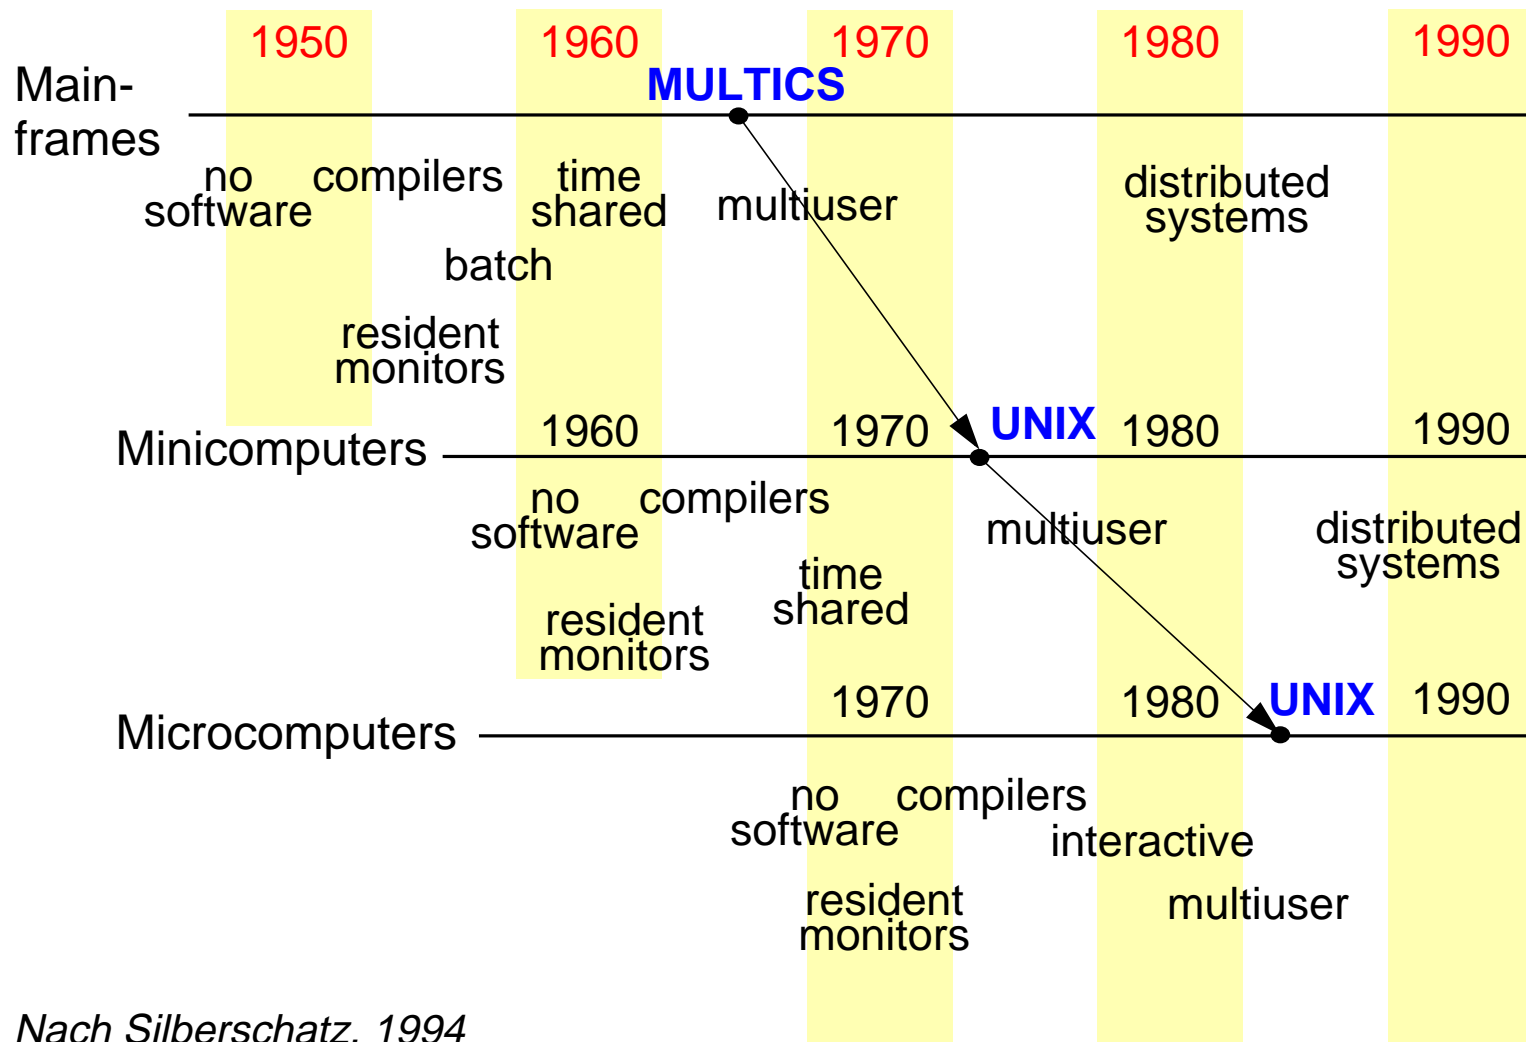 1950 1960 1970 1980 1990
Main-
frames
MULTICS
no compilers time
software shared multiuser distributed
systems
batch
resident
monitors
Minicomputers 1960 1970 UNIX 1980 1990
no compilers
software multiuser distributed
systems
time
shared
resident
monitors
Microcomputers 1970 1980 UNIX 1990
no compilers
software interactive
resident
monitors multiuser
Nach Silberschatz, 1994